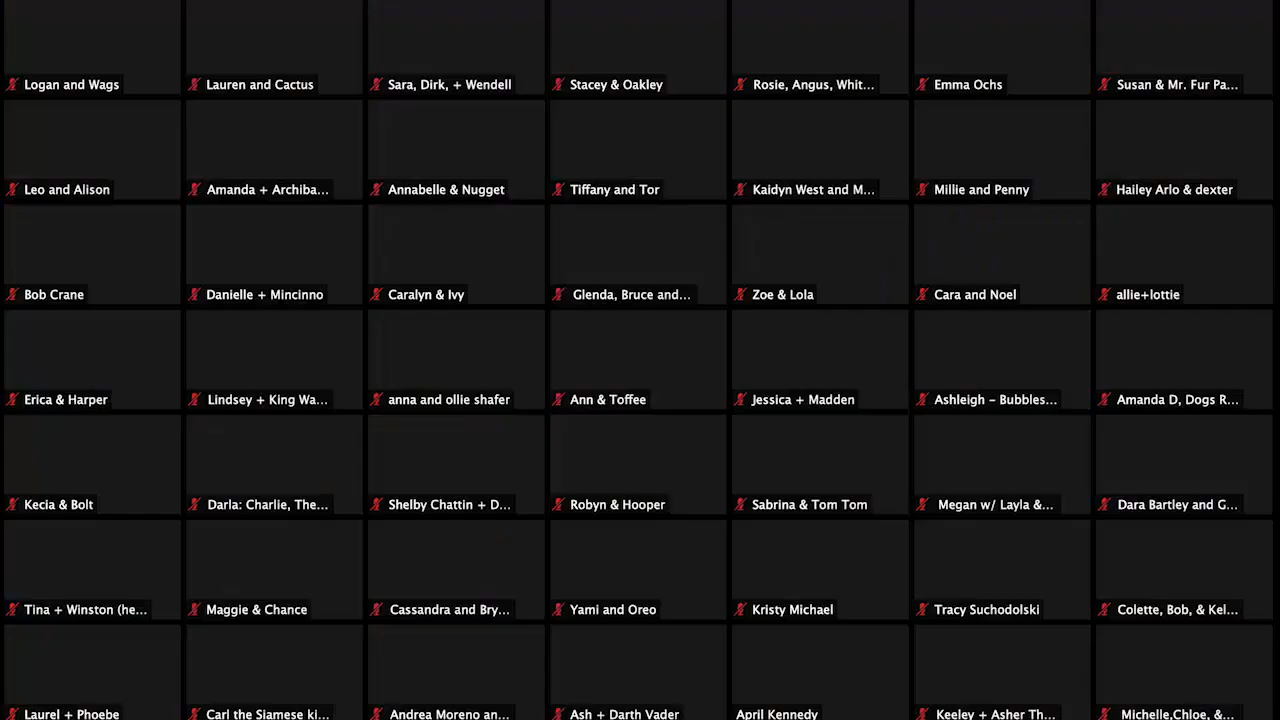 Logan and Wags
Lauren and Cactus
Sara, Dirk, + Wendell
Stacey & Oakley
Rosie, Angus, Whit...
Emma Ochs
Susan & Mr. Fur Pa...
Leo and Alison
Amanda + Archiba...
Annabelle & Nugget
Tiffany and Tor
Kaidyn West and M...
Millie and Penny
Hailey Arlo & dexter
Bob Crane
Danielle + Mincinno
Caralyn & Ivy
Glenda, Bruce and...
Zoe & Lola
Cara and Noel
allie+lottie
Erica & Harper
Lindsey + King Wa...
anna and ollie shafer
Ann & Toffee
Jessica + Madden
Ashleigh – Bubbles...
Amanda D, Dogs R...
Kecia & Bolt
Darla: Charlie, The...
Shelby Chattin + D...
Robyn & Hooper
Sabrina & Tom Tom
Megan w/ Layla &...
Dara Bartley and G...
Tina + Winston (he...
Maggie & Chance
Cassandra and Bry...
Yami and Oreo
Kristy Michael
Tracy Suchodolski
Colette, Bob, & Kel...
Laurel + Phoebe
Carl the Siamese ki...
Andrea Moreno an...
Ash + Darth Vader
April Kennedy
Keeley + Asher Th...
Michelle,Chloe, &...